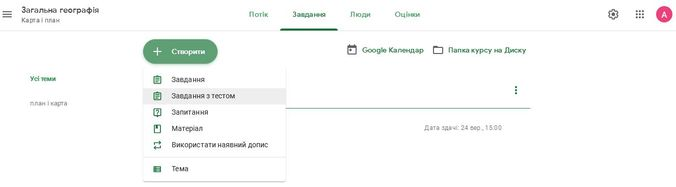 Загальна географія
Карта і план
Потік
Завдання
Люди
Оцінки
А
Створити
Google Календар
Папка курсу на Диску
Усі теми
план і карта
Завдання
Завдання з тестом
Запитання
Матеріал
Використати наявний допис
Тема
Дата здачі: 24 вер., 15:00